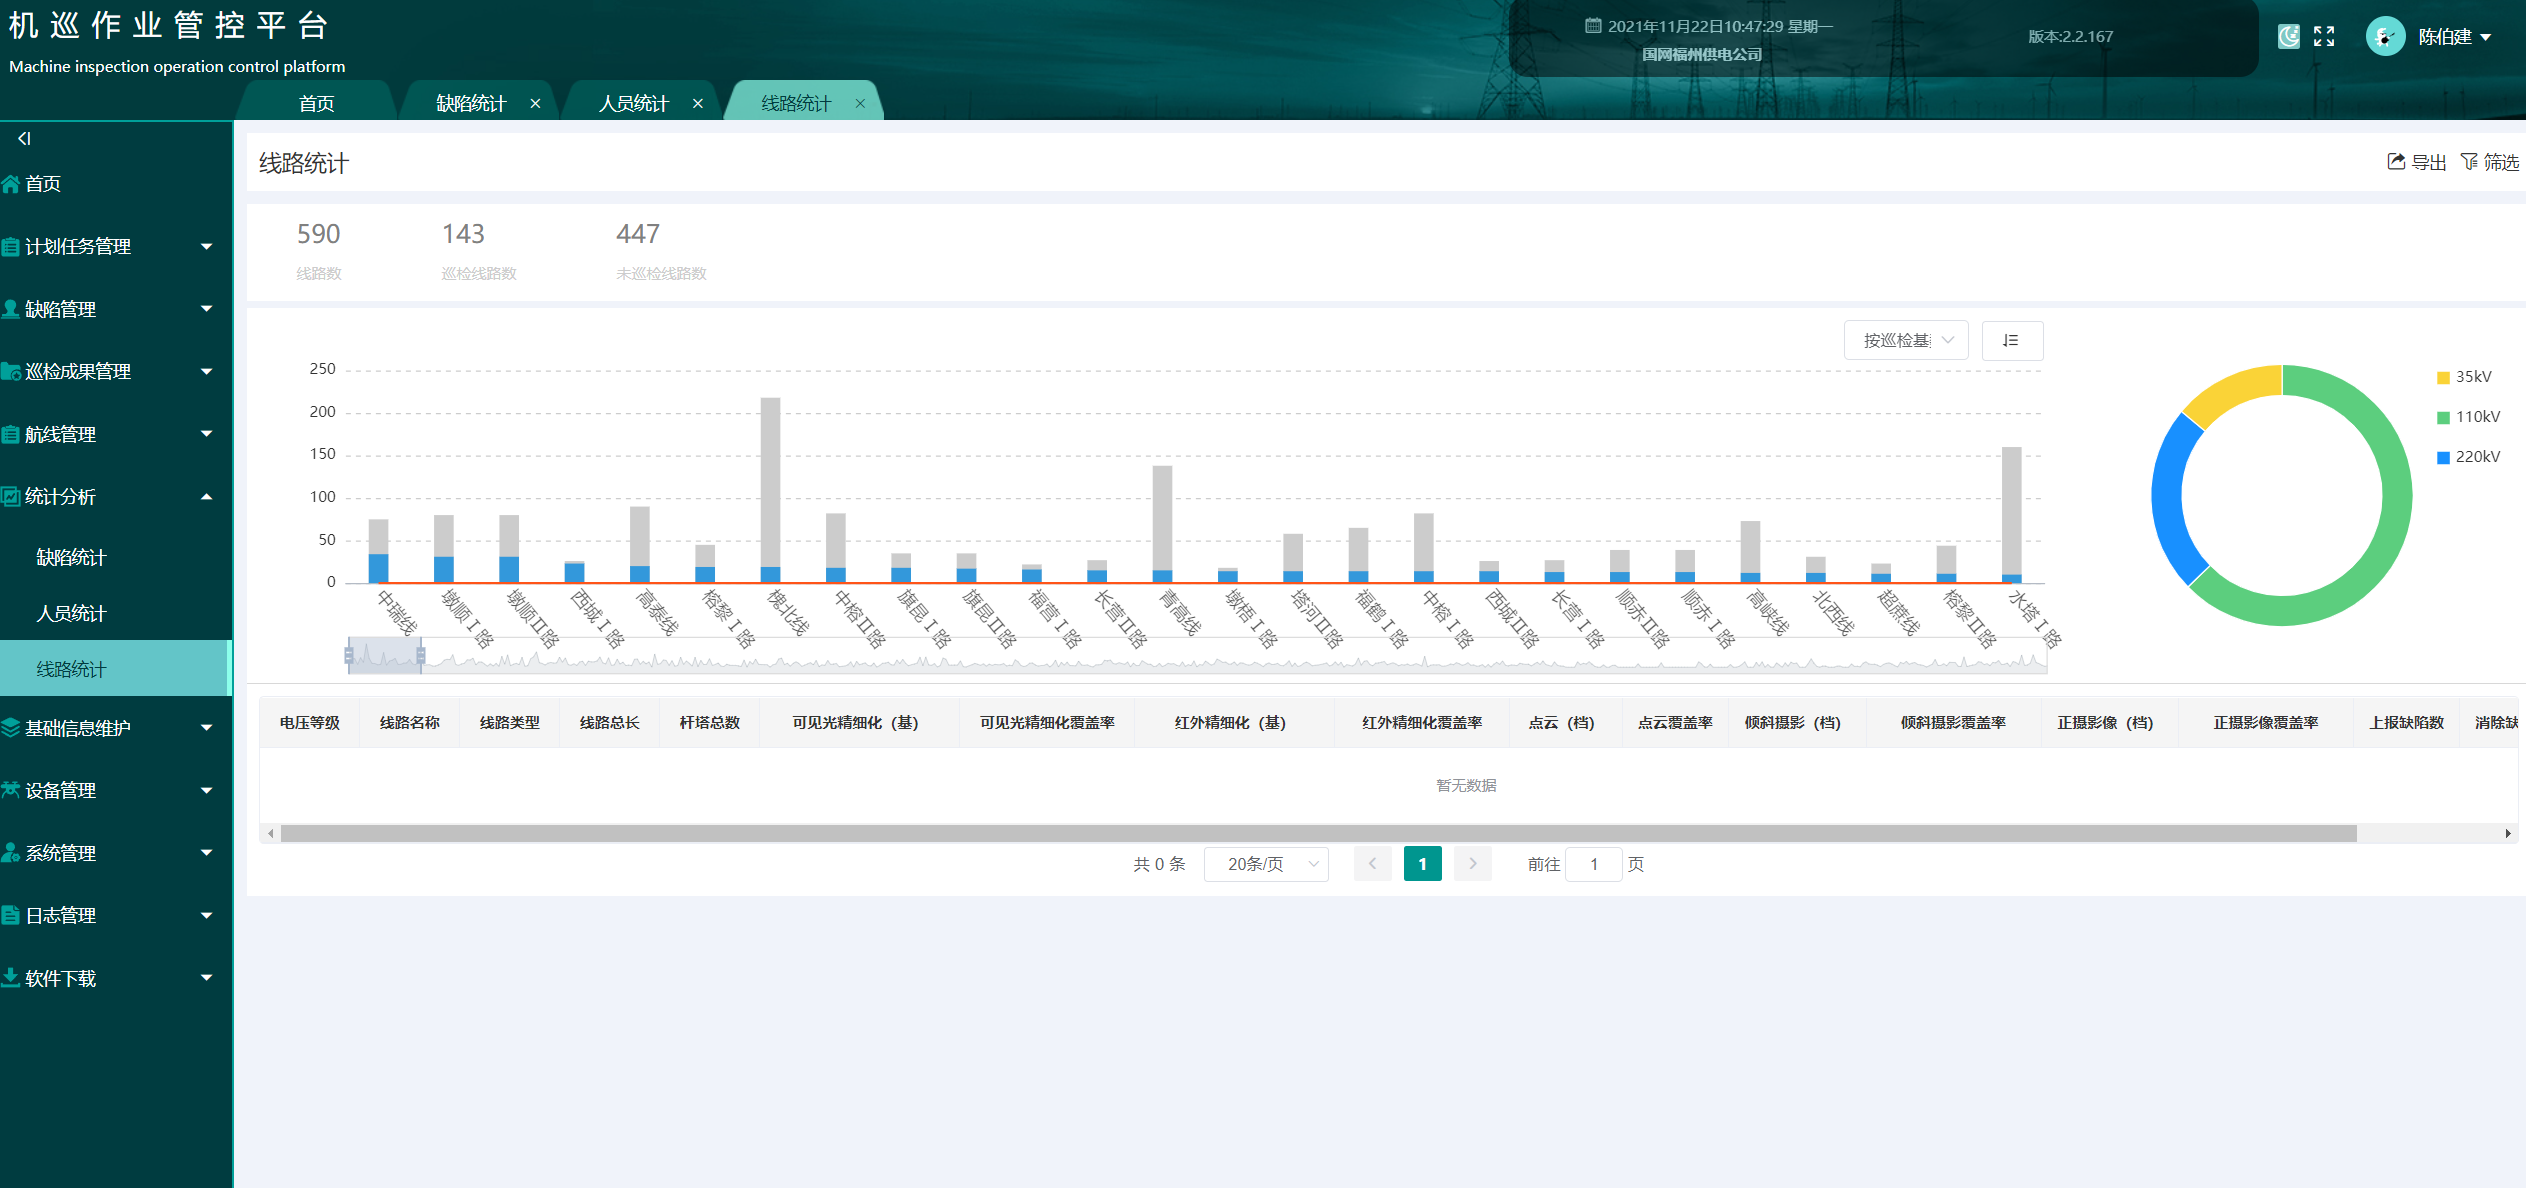 机巡作业管控平台
Machine inspection operation control platform
2021年11月22日10:47:29 星期一
国网福州供电公司
版本:2.2.167
陈伯建
首页
缺陷统计
人员统计
线路统计
首页
计划任务管理
缺陷管理
巡检成果管理
航线管理
统计分析
缺陷统计
人员统计
线路统计
基础信息维护
设备管理
系统管理
日志管理
软件下载
线路统计
导出
筛选
590
线路数
143
巡检线路数
447
未巡检线路数
按巡检基
250
200
150
100
50
0
中瑞线
墩顺Ⅰ路
墩顺Ⅱ路
西城Ⅰ路
高泰线
榕黎Ⅰ路
槐北线
中榕Ⅱ路
旗昆Ⅰ路
旗昆Ⅱ路
福营Ⅰ路
长营Ⅱ路
青高线
墩梧Ⅰ路
塔河Ⅱ路
福鹤Ⅰ路
中榕Ⅰ路
西城Ⅱ路
长营Ⅰ路
顺赤Ⅱ路
顺赤Ⅰ路
高峡线
北西线
超蔗线
榕黎Ⅱ路
水塔Ⅰ路
35kV
110kV
220kV
电压等级 线路名称 线路类型 线路总长 杆塔总数 可见光精细化（基） 可见光精细化覆盖率 红外精细化（基） 红外精细化覆盖率 点云（档） 点云覆盖率 倾斜摄影（档） 倾斜摄影覆盖率 正摄影像（档） 正摄影像覆盖率 上报缺陷数 消除缺
暂无数据
共 0 条
20条/页
1
前往 1 页